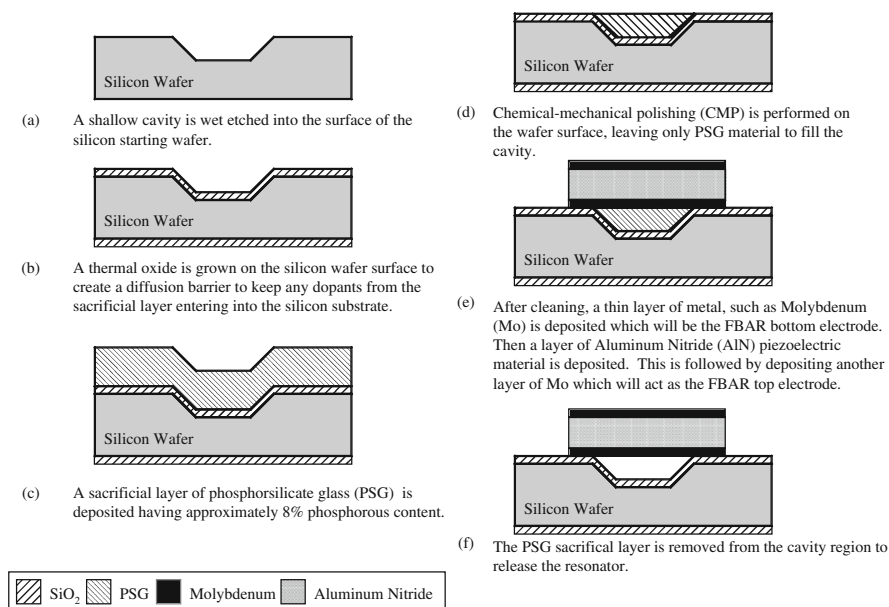 Silicon Wafer
(a) A shallow cavity is wet etched into the surface of the
silicon starting wafer.
Silicon Wafer
(b) A thermal oxide is grown on the silicon wafer surface to
create a diffusion barrier to keep any dopants from the
sacrificial layer entering into the silicon substrate.
Silicon Wafer
(c) A sacrificial layer of phosphorsilicate glass (PSG) is
deposited having approximately 8% phosphorous content.
Silicon Wafer
(d) Chemical-mechanical polishing (CMP) is performed on
the wafer surface, leaving only PSG material to fill the
cavity.
Silicon Wafer
(e) After cleaning, a thin layer of metal, such as Molybdenum
(Mo) is deposited which will be the FBAR bottom electrode.
Then a layer of Aluminum Nitride (AlN) piezoelectric
material is deposited. This is followed by depositing another
layer of Mo which will act as the FBAR top electrode.
Silicon Wafer
(f) The PSG sacrifical layer is removed from the cavity region to
release the resonator.
SiO2 PSG Molybdenum Aluminum Nitride